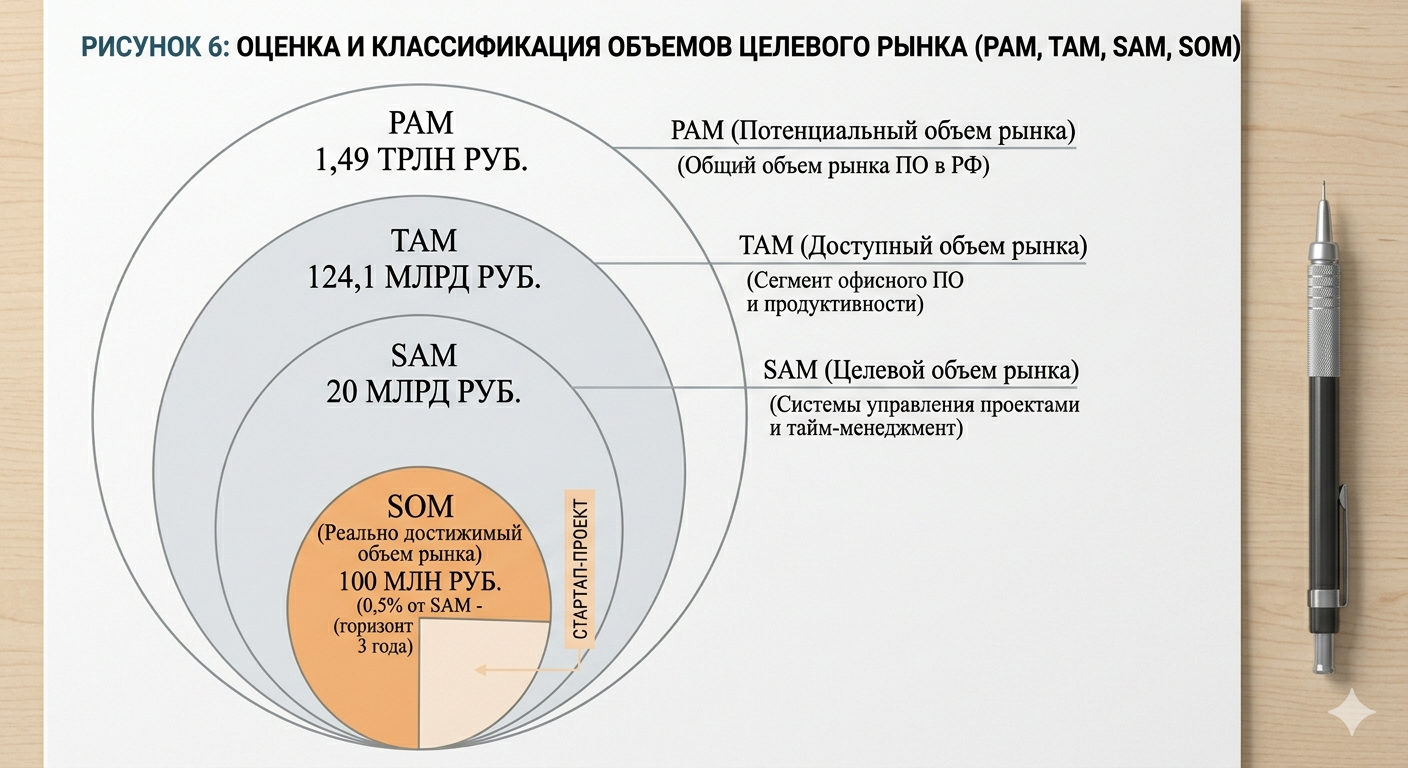 РИСУНОК 6: ОЦЕНКА И КЛАССИФИКАЦИЯ ОБЪЕМОВ ЦЕЛЕВОГО РЫНКА (PAM, TAM, SAM, SOM)
PAM
1,49 ТРЛН РУБ.
PAM (Потенциальный объем рынка)
(Общий объем рынка ПО в РФ)
TAM
124,1 МЛРД РУБ.
TAM (Доступный объем рынка)
(Сегмент офисного ПО
и продуктивности)
SAM
20 МЛРД РУБ.
SAM (Целевой объем рынка)
(Системы управления проектами
и тайм-менеджмент)
SOM
(Реально достижимый
объем рынка)
100 МЛН РУБ.
(0,5% от SAM -
(горизонт
3 года)
СТАРТАП-ПРОЕКТ